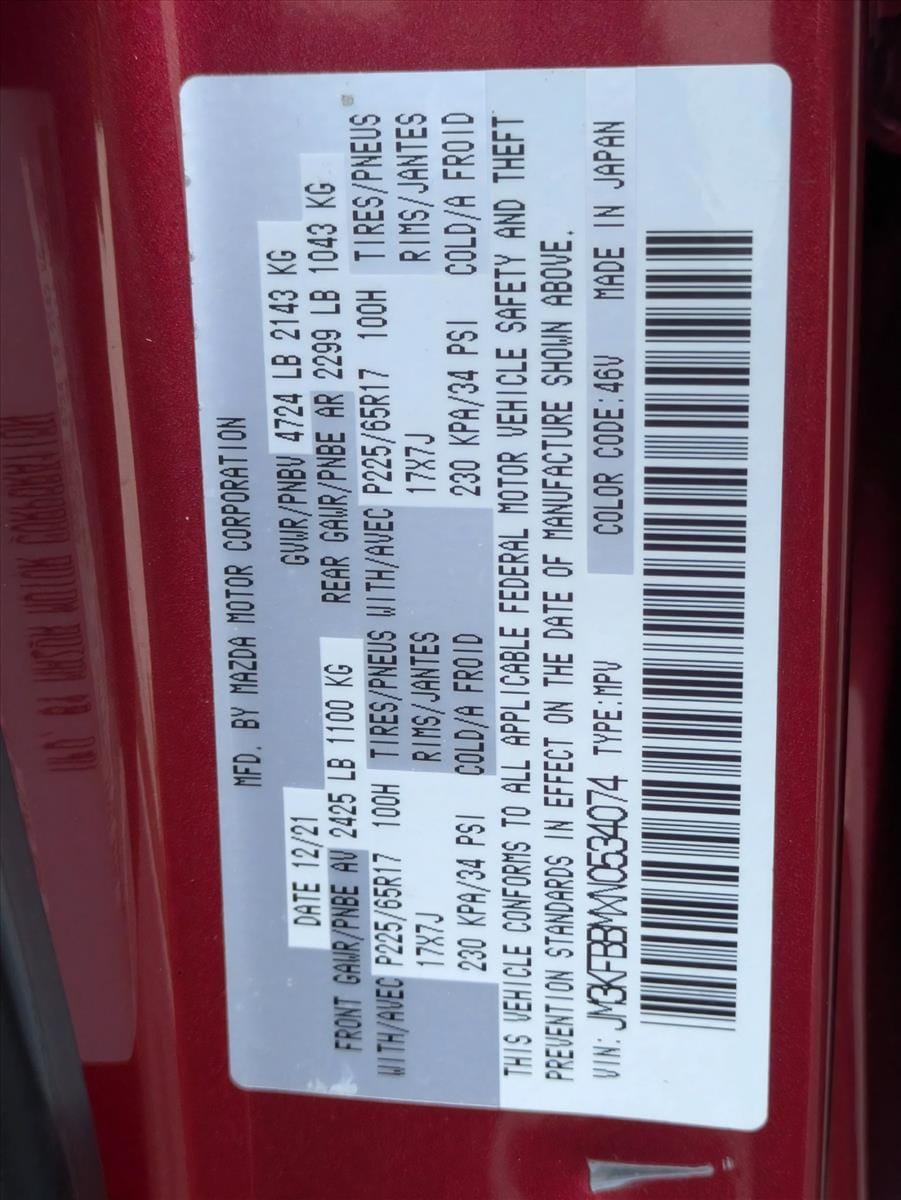 MFD. BY MAZDA MOTOR CORPORATION
DATE 12/21 GVWR/PNBV 4724 LB 2143 KG
FRONT GAWR/PNBE AV 2425 LB 1100 KG REAR GAWR/PNBE AR 2299 LB 1043 KG
WITH/AVEC P225/65R17 100H TIRES/PNEUS WITH/AVEC P225/65R17 100H TIRES/PNEUS
17X7J RIMS/JANTES 17X7J RIMS/JANTES
230 KPA/34 PSI COLD/A FROID 230 KPA/34 PSI COLD/A FROID
THIS VEHICLE CONFORMS TO ALL APPLICABLE FEDERAL MOTOR VEHICLE SAFETY AND THEFT
PREVENTION STANDARDS IN EFFECT ON THE DATE OF MANUFACTURE SHOWN ABOVE.
VIN: JM3KFBBMXN0534074 TYPE:MPV COLOR CODE:46V MADE IN JAPAN